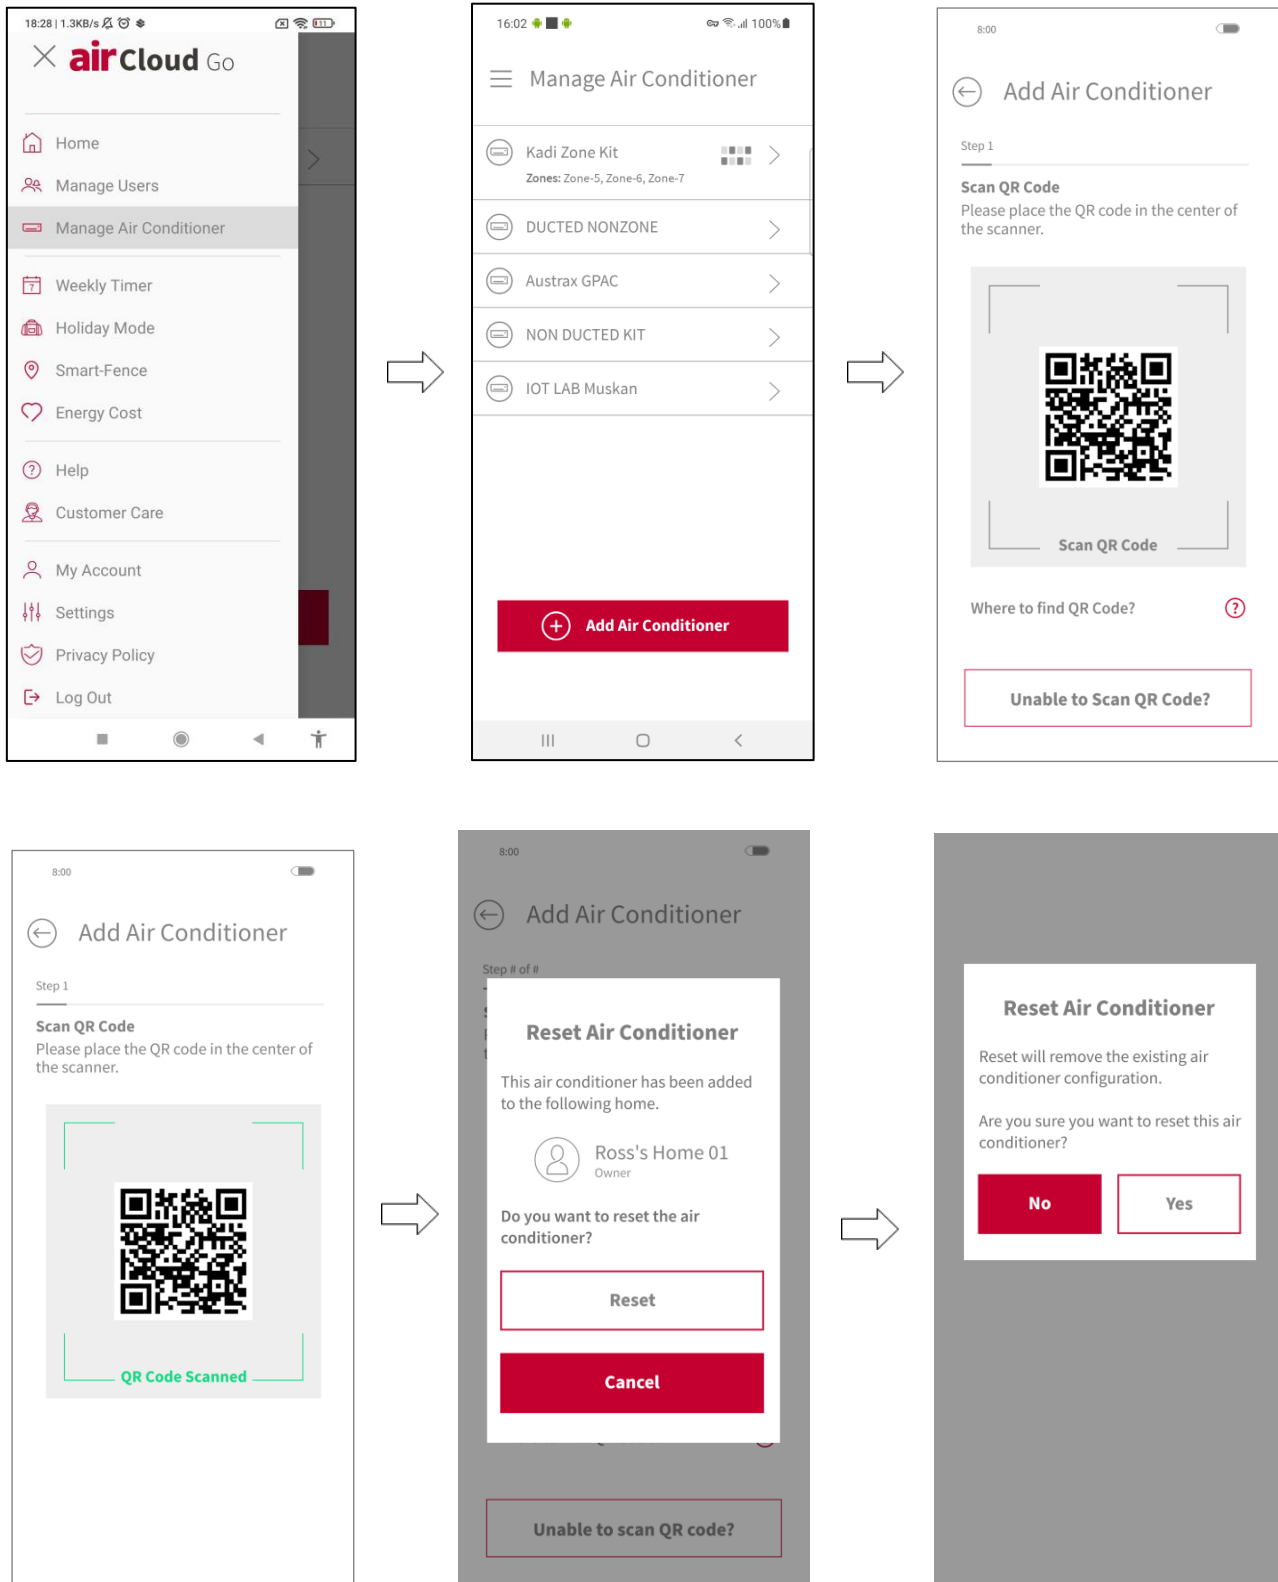 18:28 | 1.3KB/s
11
airCloud Go
Home
Manage Users
Manage Air Conditioner
7
Weekly Timer
Holiday Mode
Smart-Fence
Energy Cost
Help
Customer Care
My Account
Settings
Privacy Policy
Log Out
16:02
100%
Manage Air Conditioner
Kadi Zone Kit
Zones: Zone-5, Zone-6, Zone-7
DUCTED NONZONE
Austrax GPAC
NON DUCTED KIT
IOT LAB Muskan
Add Air Conditioner
8:00
Add Air Conditioner
Step 1
Scan QR Code
Please place the QR code in the center of
the scanner.
Scan QR Code
Where to find QR Code?
?
Unable to Scan QR Code?
8:00
Add Air Conditioner
Step 1
Scan QR Code
Please place the QR code in the center of
the scanner.
QR Code Scanned
8:00
Add Air Conditioner
Step # of #
Reset Air Conditioner
This air conditioner has been added
to the following home.
Ross's Home 01
Owner
Do you want to reset the air
conditioner?
Reset
Cancel
Unable to scan QR code?
Reset Air Conditioner
Reset will remove the existing air
conditioner configuration.
Are you sure you want to reset this air
conditioner?
No
Yes